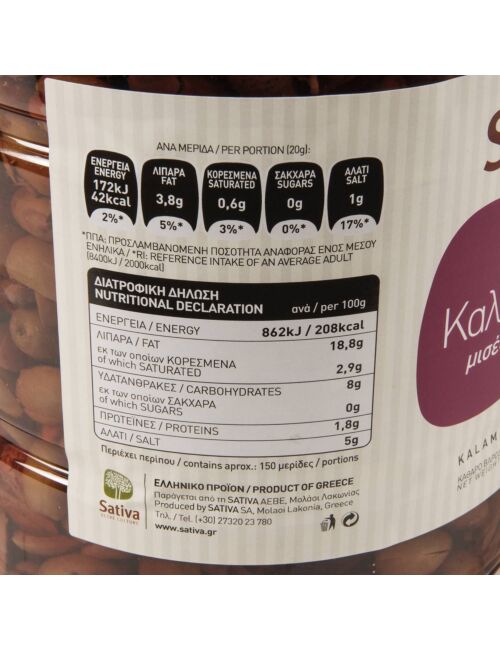 ΑΝΑ ΜΕΡΙΔΑ / PER PORTION (20g):
ΕΝΕΡΓΕΙΑ
ENERGY
172kJ
42kcal
2%*
ΛΙΠΑΡΑ
FAT
3,8g
5%*
ΚΟΡΕΣΜΕΝΑ
SATURATED
0,6g
3%*
ΣΑΚΧΑΡΑ
SUGARS
0g
0%*
ΑΛΑΤΙ
SALT
1g
17%*
*ΠΠΑ: ΠΡΟΣΛΑΜΒΑΝΟΜΕΝΗ ΠΟΣΟΤΗΤΑ ΑΝΑΦΟΡΑΣ ΕΝΟΣ ΜΕΣΟΥ
ΕΝΗΛΙΚΑ / *RI: REFERENCE INTAKE OF AN AVERAGE ADULT
(8400kJ / 2000kcal)
ΔΙΑΤΡΟΦΙΚΗ ΔΗΛΩΣΗ
NUTRITIONAL DECLARATION ανά / per 100g
ΕΝΕΡΓΕΙΑ / ENERGY 862kJ / 208kcal
ΛΙΠΑΡΑ / FAT 18,8g
εκ των οποίων ΚΟΡΕΣΜΕΝΑ
of which SATURATED 2,9g
ΥΔΑΤΑΝΘΡΑΚΕΣ / CARBOHYDRATES 8g
εκ των οποίων ΣΑΚΧΑΡΑ
of which SUGARS 0g
ΠΡΩΤΕΪΝΕΣ / PROTEINS 1,8g
ΑΛΑΤΙ / SALT 5g
Περιέχει περίπου / contains aprox.: 150 μερίδες / portions
Sativa
ΕΛΛΗΝΙΚΟ ΠΡΟΪΟΝ / PRODUCT OF GREECE
Παράγεται από τη SATIVA ΑΕΒΕ, Μολάοι Λακωνίας
Produced by SATIVA SA, Molaoi Lakonia, Greece
Τηλ. / Tel. (+30) 27320 23 780
www.sativa.gr
S
Καλ
μισέ
KALAM
ΚΑΘΑΡΟ ΒΑΡΟΣ
NET WEIGH